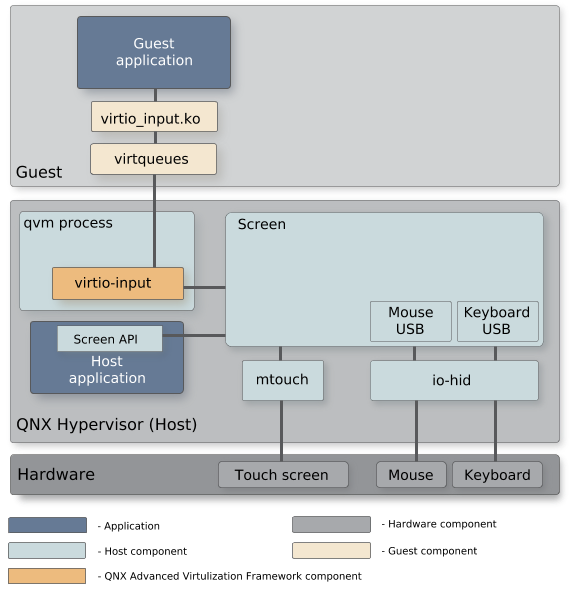 Guest
application
virtio_input.ko
virtqueues
Guest
qvm process
Screen
virtio-input
Mouse
USB
Keyboard
USB
Screen API
Host
application
mtouch
io-hid
QNX Hypervisor (Host)
Hardware
Touch screen
Mouse
Keyboard
- Application
- Hardware component
- Host component
- Guest component
- QNX Advanced Virtulization Framework component